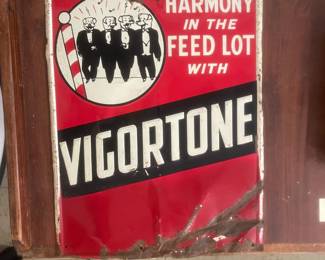 HARMONY
IN THE
FEED LOT
WITH
VIGORTONE